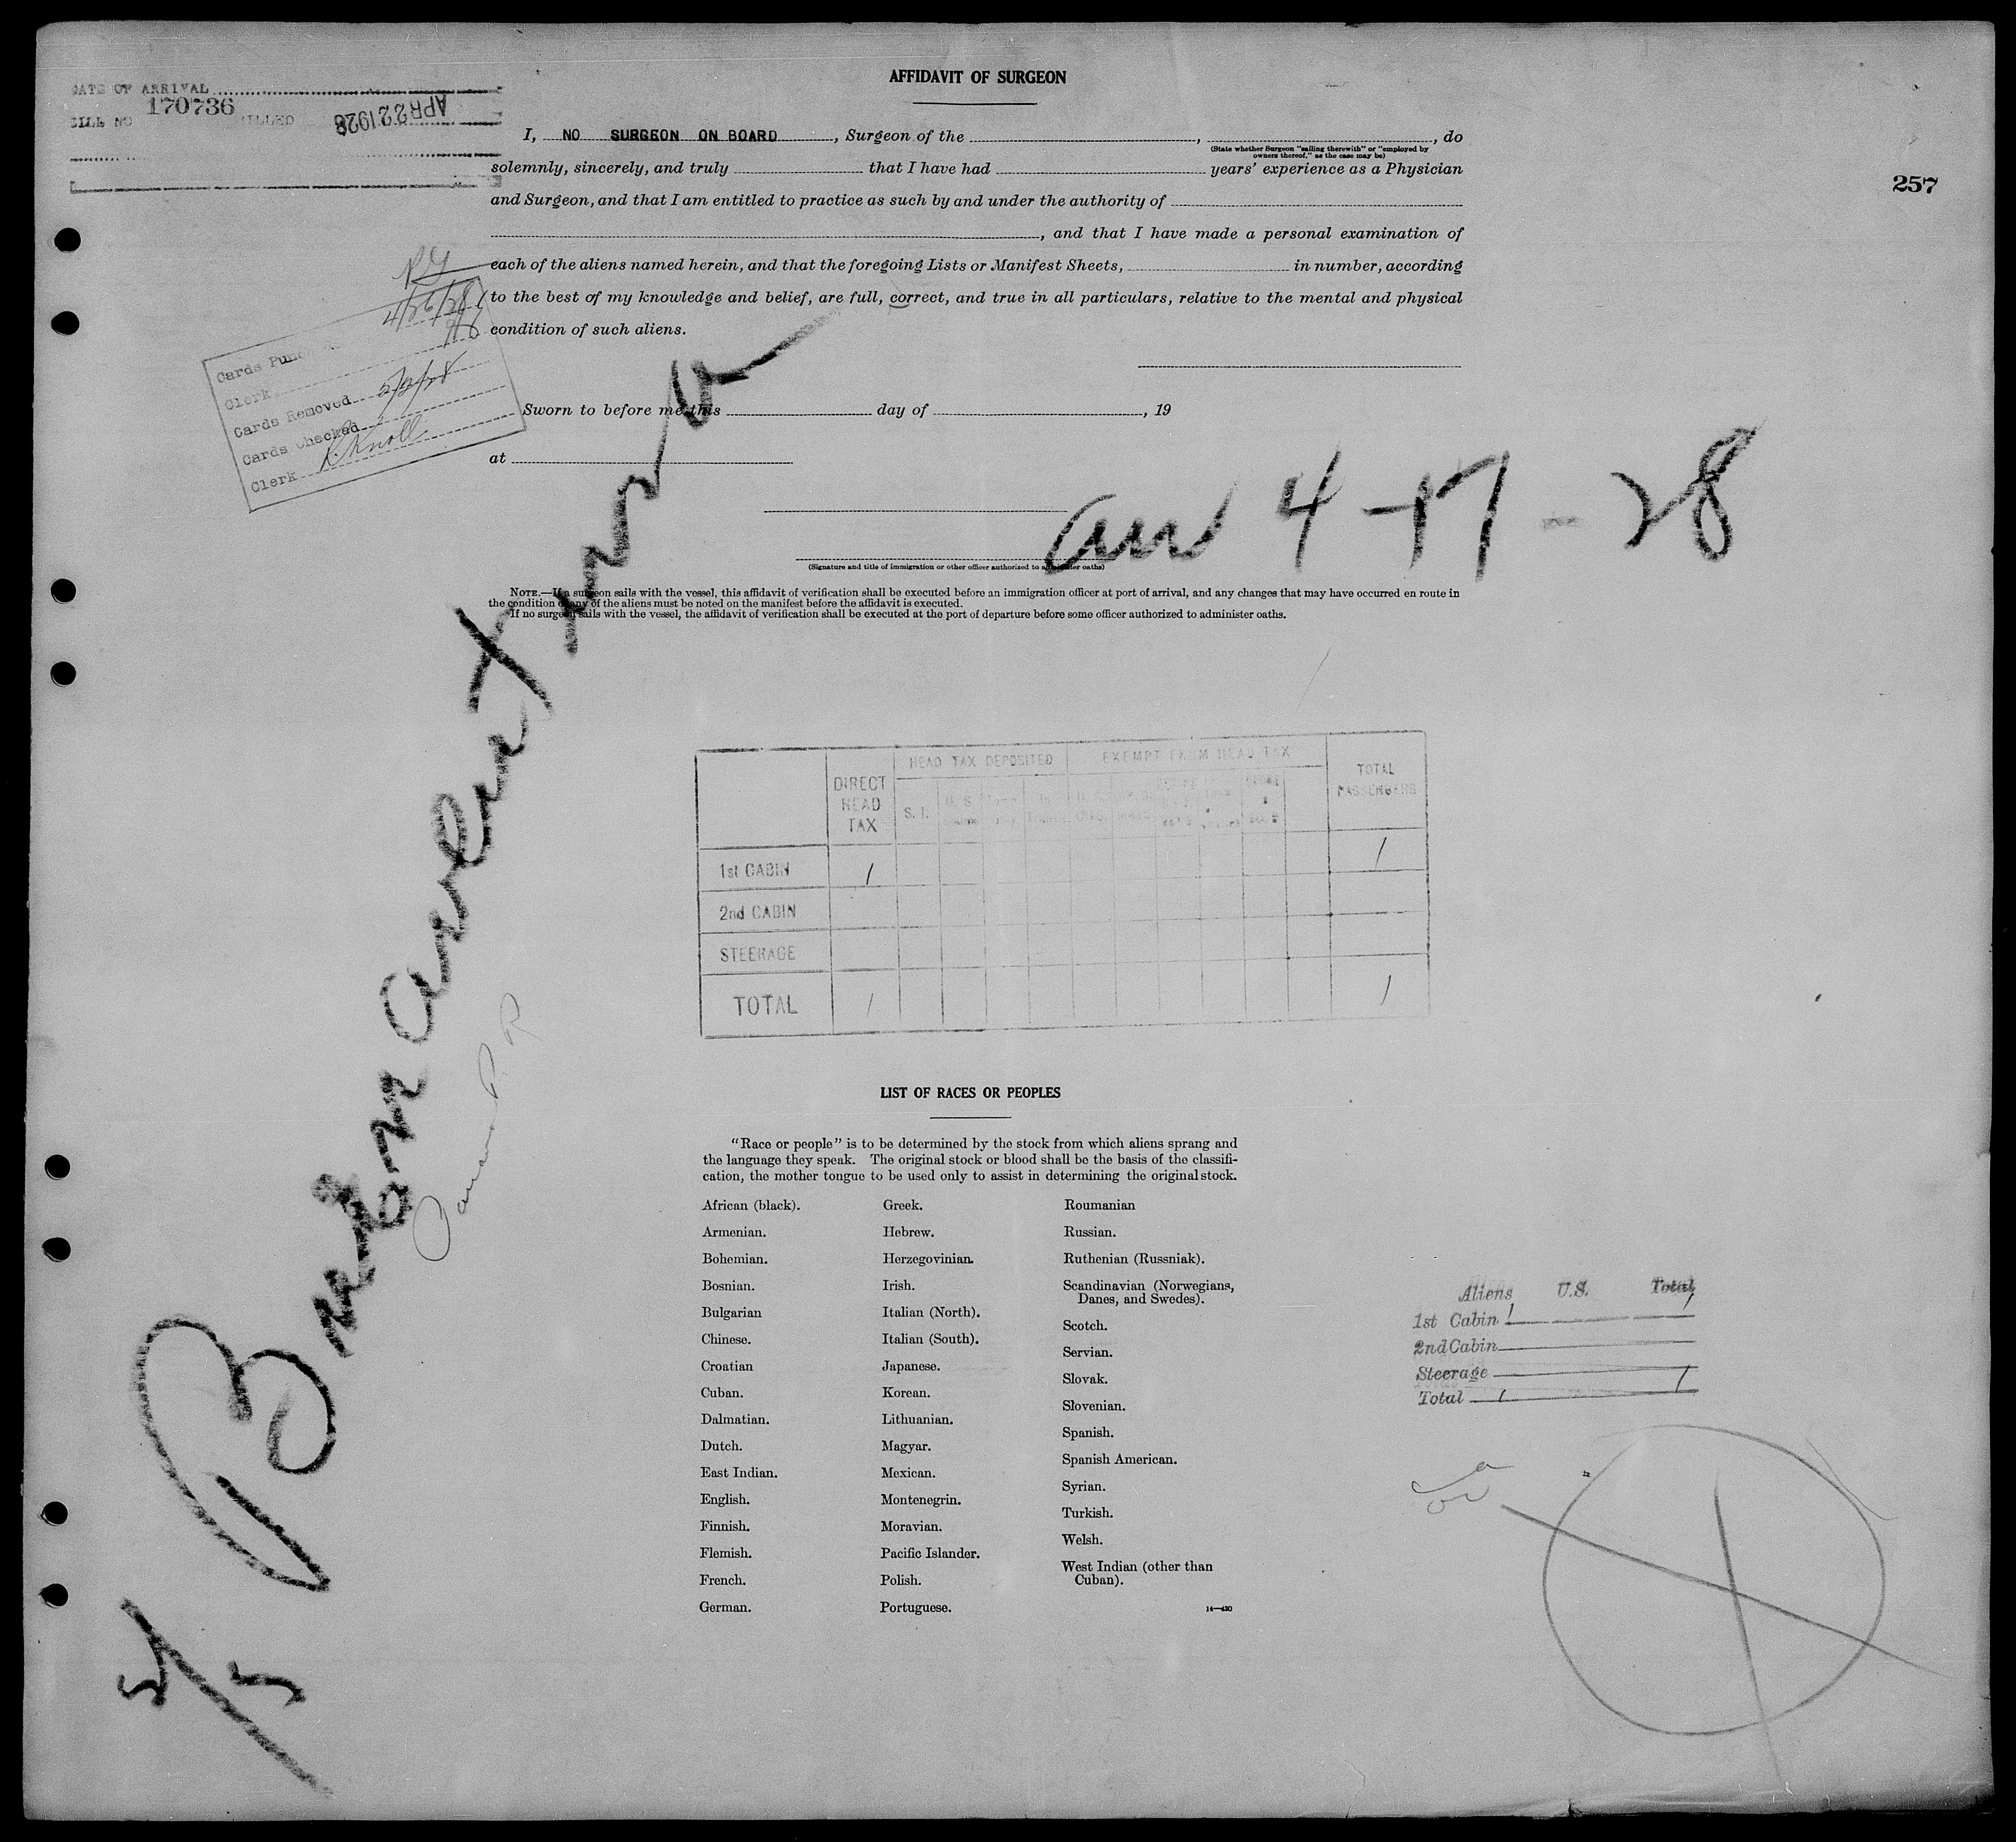 AFFIDAVIT OF SURGEON
DATE OF ARRIVAL
BILL NO 170736 BILLED APR 22 1928
257
I, NO SURGEON ON BOARD, Surgeon of the , , do
(State whether Surgeon "sailing therewith" or "employed by owners thereof," as the case may be)
solemnly, sincerely, and truly that I have had years' experience as a Physician
and Surgeon, and that I am entitled to practice as such by and under the authority of
, and that I have made a personal examination of
each of the aliens named herein, and that the foregoing Lists or Manifest Sheets, in number, according
to the best of my knowledge and belief, are full, correct, and true in all particulars, relative to the mental and physical
condition of such aliens.
Cards Punched 4/26/28
Clerk
Cards Removed 5/2/28
Cards Checked
Clerk Knoll
Sworn to before me this day of , 19
at
arr 4-17-28
(Signature and title of immigration or other officer authorized to administer oaths)
NOTE.—If a surgeon sails with the vessel, this affidavit of verification shall be executed before an immigration officer at port of arrival, and any changes that may have occurred en route in
the condition of any of the aliens must be noted on the manifest before the affidavit is executed.
If no surgeon sails with the vessel, the affidavit of verification shall be executed at the port of departure before some officer authorized to administer oaths.
HEAD TAX DEPOSITED EXEMPT FROM HEAD TAX
DIRECT HEAD TAX S.I. U.S. TOTAL PASSENGERS
1st CABIN 1 1
2nd CABIN
STEERAGE
TOTAL 1 1
LIST OF RACES OR PEOPLES
"Race or people" is to be determined by the stock from which aliens sprang and
the language they speak. The original stock or blood shall be the basis of the classifi-
cation, the mother tongue to be used only to assist in determining the original stock.
African (black).
Armenian.
Bohemian.
Bosnian.
Bulgarian
Chinese.
Croatian
Cuban.
Dalmatian.
Dutch.
East Indian.
English.
Finnish.
Flemish.
French.
German.
Greek.
Hebrew.
Herzegovinian.
Irish.
Italian (North).
Italian (South).
Japanese.
Korean.
Lithuanian.
Magyar.
Mexican.
Montenegrin.
Moravian.
Pacific Islander.
Polish.
Portuguese.
Roumanian
Russian.
Ruthenian (Russniak).
Scandinavian (Norwegians,
Danes, and Swedes).
Scotch.
Servian.
Slovak.
Slovenian.
Spanish.
Spanish American.
Syrian.
Turkish.
Welsh.
West Indian (other than
Cuban).
14—430
Aliens U.S. Total
1st Cabin 1 1
2nd Cabin
Steerage
Total 1 1
S/S